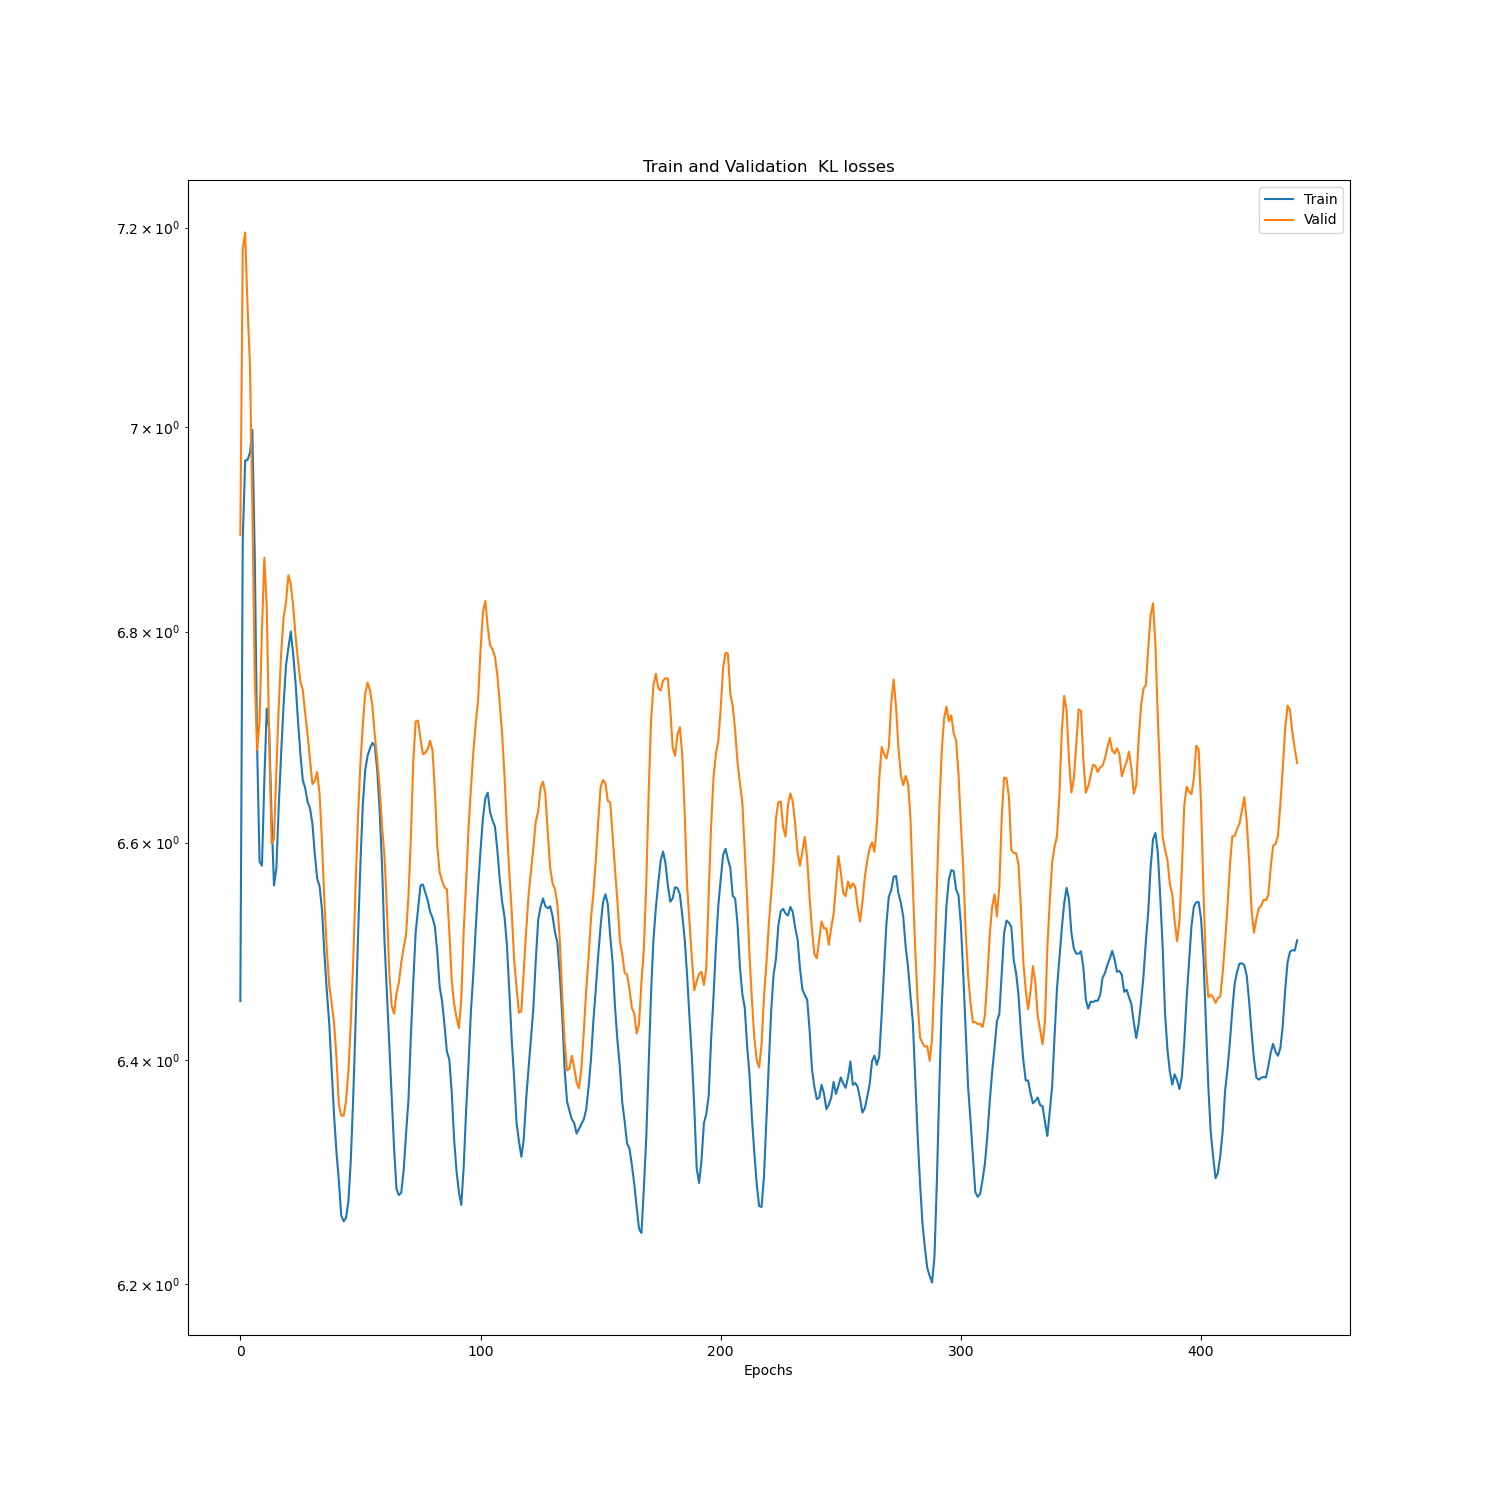 Train and Validation  KL losses
Train
Valid
7.2 × 10⁰
7 × 10⁰
6.8 × 10⁰
6.6 × 10⁰
6.4 × 10⁰
6.2 × 10⁰
0 100 200 300 400
Epochs